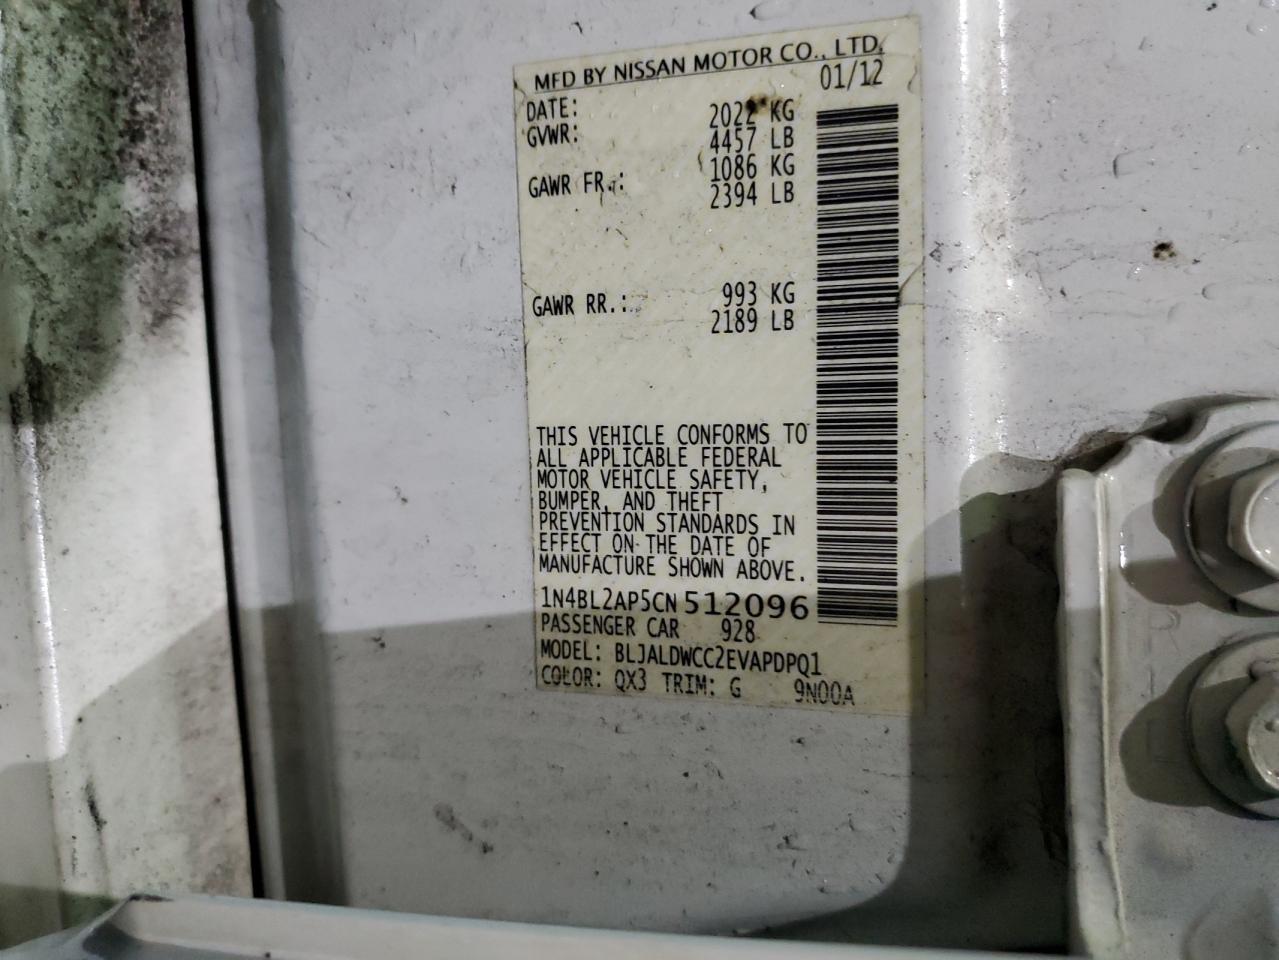 MFD BY NISSAN MOTOR CO., LTD.
DATE: 01/12
GVWR: 2022 KG
4457 LB
GAWR FR.: 1086 KG
2394 LB
GAWR RR.: 993 KG
2189 LB
THIS VEHICLE CONFORMS TO
ALL APPLICABLE FEDERAL
MOTOR VEHICLE SAFETY,
BUMPER, AND THEFT
PREVENTION STANDARDS IN
EFFECT ON THE DATE OF
MANUFACTURE SHOWN ABOVE.
1N4BL2AP5CN512096
PASSENGER CAR 928
MODEL: BLJALDWCC2EVAPDPQ1
COLOR: QX3 TRIM: G 9N00A